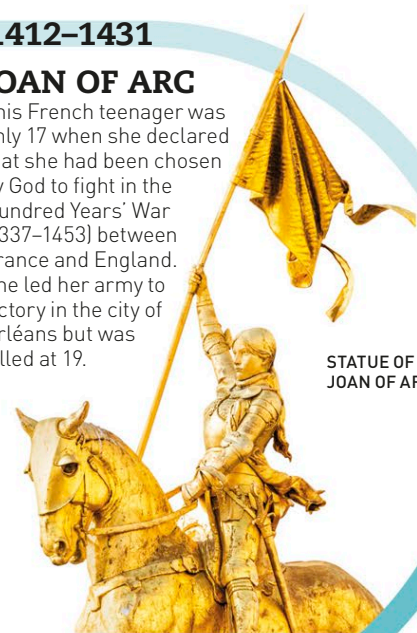 1412–1431
JOAN OF ARC
his French teenager was
nly 17 when she declared
at she had been chosen
y God to fight in the
undred Years’ War
337–1453) between
rance and England.
he led her army to
ctory in the city of
rléans but was
lled at 19.
STATUE OF
JOAN OF AR